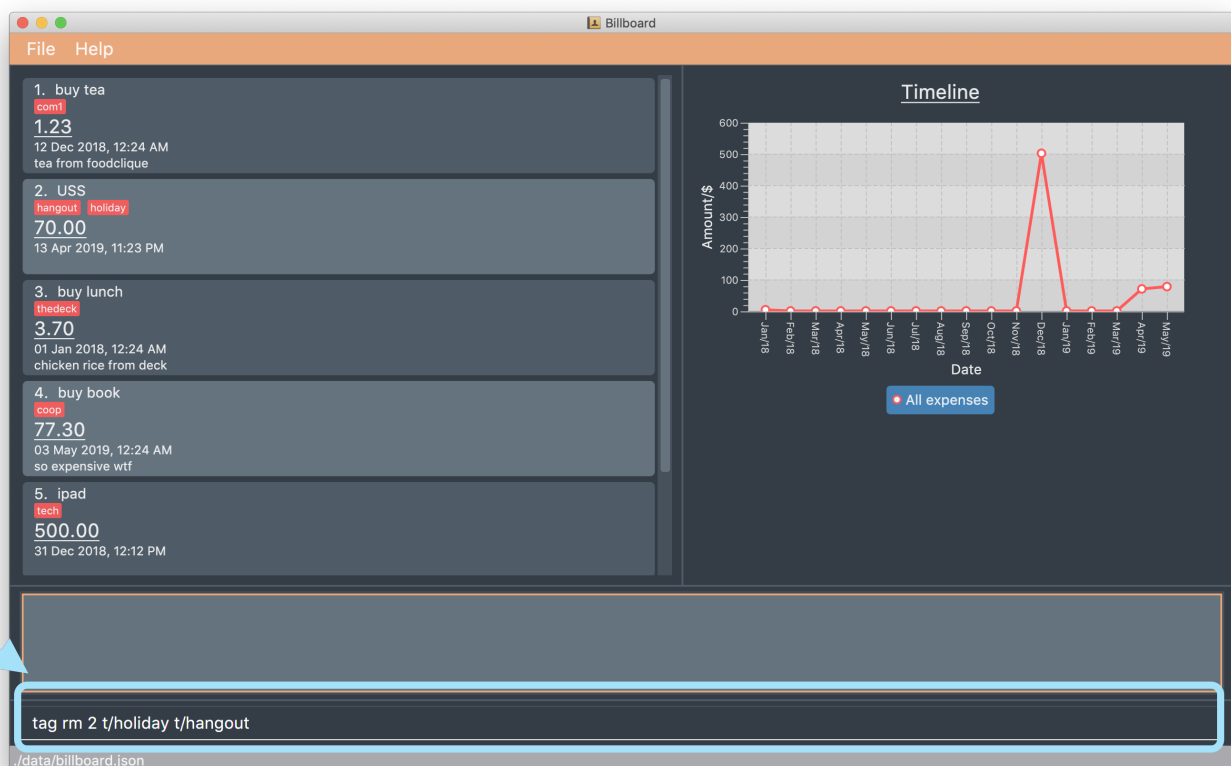 Billboard
File Help
1. buy tea
com1
1.23
12 Dec 2018, 12:24 AM
tea from foodclique
2. USS
hangout holiday
70.00
13 Apr 2019, 11:23 PM
3. buy lunch
thedeck
3.70
01 Jan 2018, 12:24 AM
chicken rice from deck
4. buy book
coop
77.30
03 May 2019, 12:24 AM
so expensive wtf
5. ipad
tech
500.00
31 Dec 2018, 12:12 PM
Timeline
600
500
400
300
200
100
0
Amount/$
Jan/18
Feb/18
Mar/18
Apr/18
May/18
Jun/18
Jul/18
Aug/18
Sep/18
Oct/18
Nov/18
Dec/18
Jan/19
Feb/19
Mar/19
Apr/19
May/19
Date
All expenses
tag rm 2 t/holiday t/hangout
./data/billboard.json